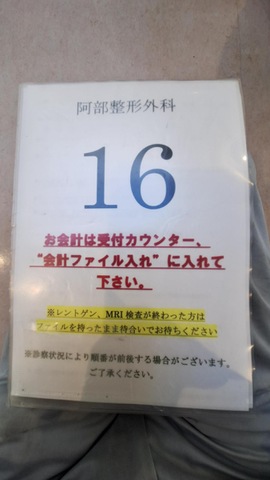 阿部整形外科
16
お会計は受付カウンター、
“会計ファイル入れ”に入れて
下さい。
※レントゲン、MRI検査が終わった方は
ファイルを持ったまま待合いでお待ちください
※診察状況により順番が前後する場合がございます。
ご了承ください。